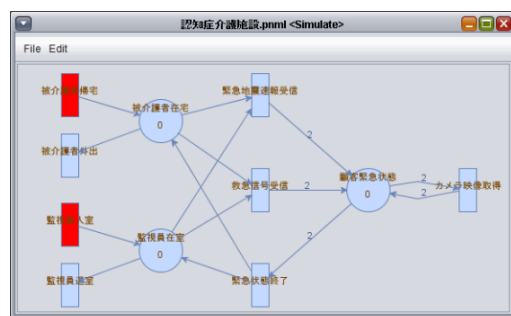 認知症介護施設.pnml <Simulate>
File Edit
被介護者帰宅
被介護者在宅
0
被介護者外出
緊急地震速報受信
2
救急信号受信
2
顧客緊急状態
0
2
2
カメラ映像取得
監視員入室
監視員在室
0
監視員退室
緊急状態終了
2